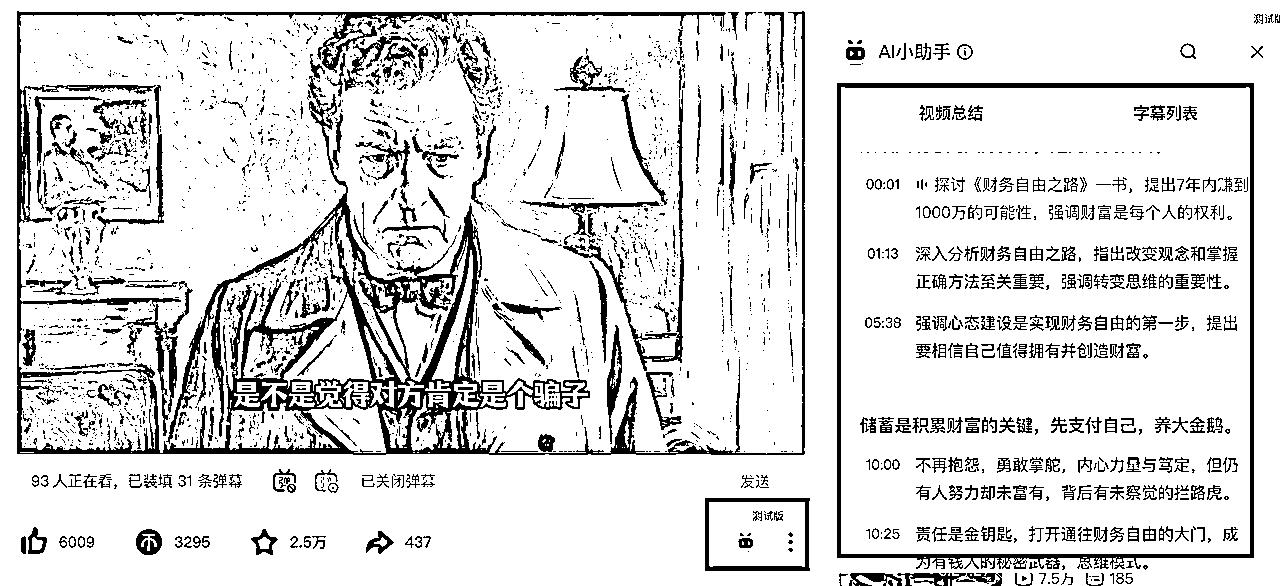 测试版
AI小助手
视频总结
字幕列表
00:01 探讨《财务自由之路》一书，提出7年内赚到
1000万的可能性，强调财富是每个人的权利。
01:13 深入分析财务自由之路，指出改变观念和掌握
正确方法至关重要，强调转变思维的重要性。
05:38 强调心态建设是实现财务自由的第一步，提出
要相信自己值得拥有并创造财富。
储蓄是积累财富的关键，先支付自己，养大金鹅。
10:00 不再抱怨，勇敢掌舵，内心力量与笃定，但仍
有人努力却未富有，背后有未察觉的拦路虎。
10:25 责任是金钥匙，打开通往财务自由的大门，成
为有钱人的秘密武器，思维模式。
7.5万 185
是不是觉得对方肯定是个骗子
93 人正在看，已装填 31 条弹幕
已关闭弹幕
发送
6009
3295
2.5万
437
测试版